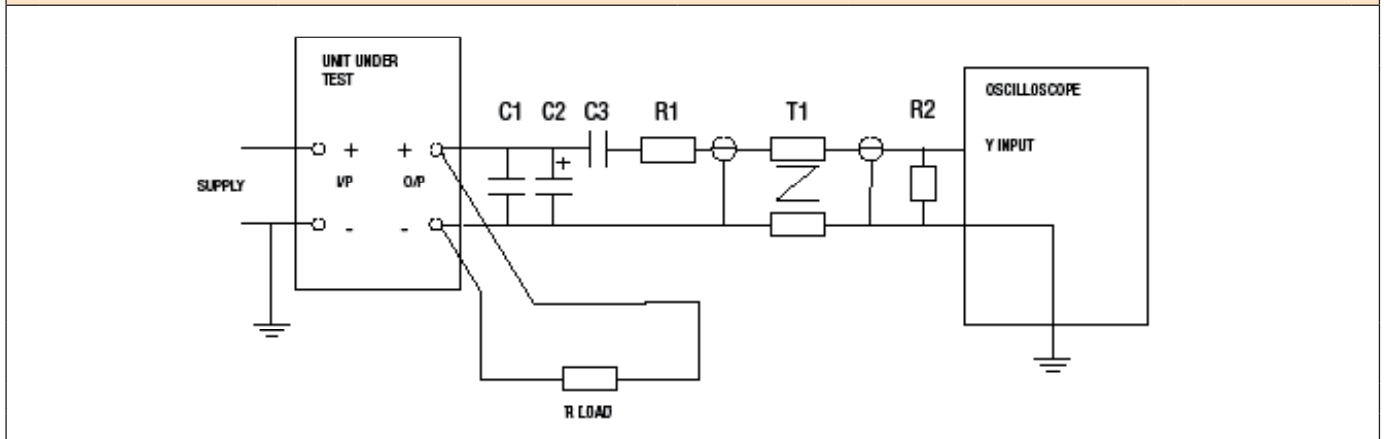 UNIT UNDER
TEST
C1 C2 C3 R1 T1 R2
OSCILLOSCOPE
+ + +
Y INPUT
SUPPLY
I/P O/P
- -
R LOAD